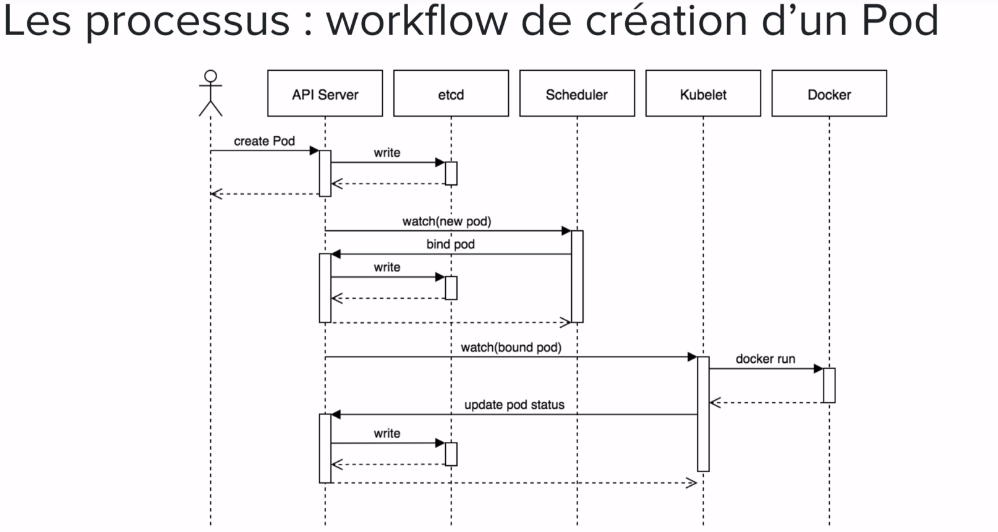 Les processus : workflow de création d’un Pod
API Server
etcd
Scheduler
Kubelet
Docker
create Pod
write
watch(new pod)
bind pod
write
watch(bound pod)
docker run
update pod status
write